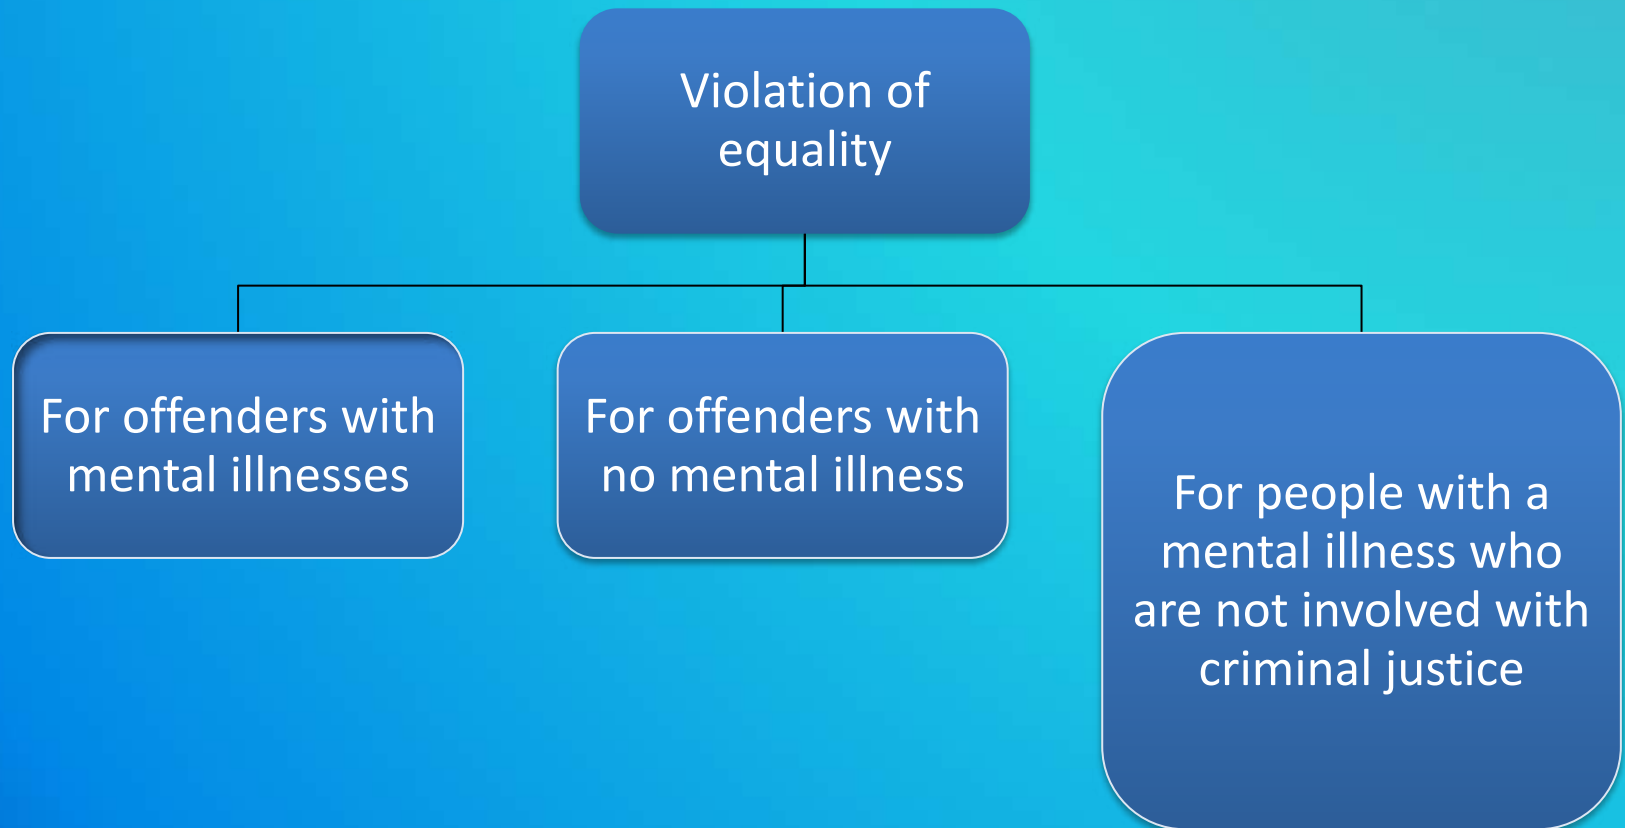 Violation of
equality
For offenders with
mental illnesses
For offenders with
no mental illness
For people with a
mental illness who
are not involved with
criminal justice